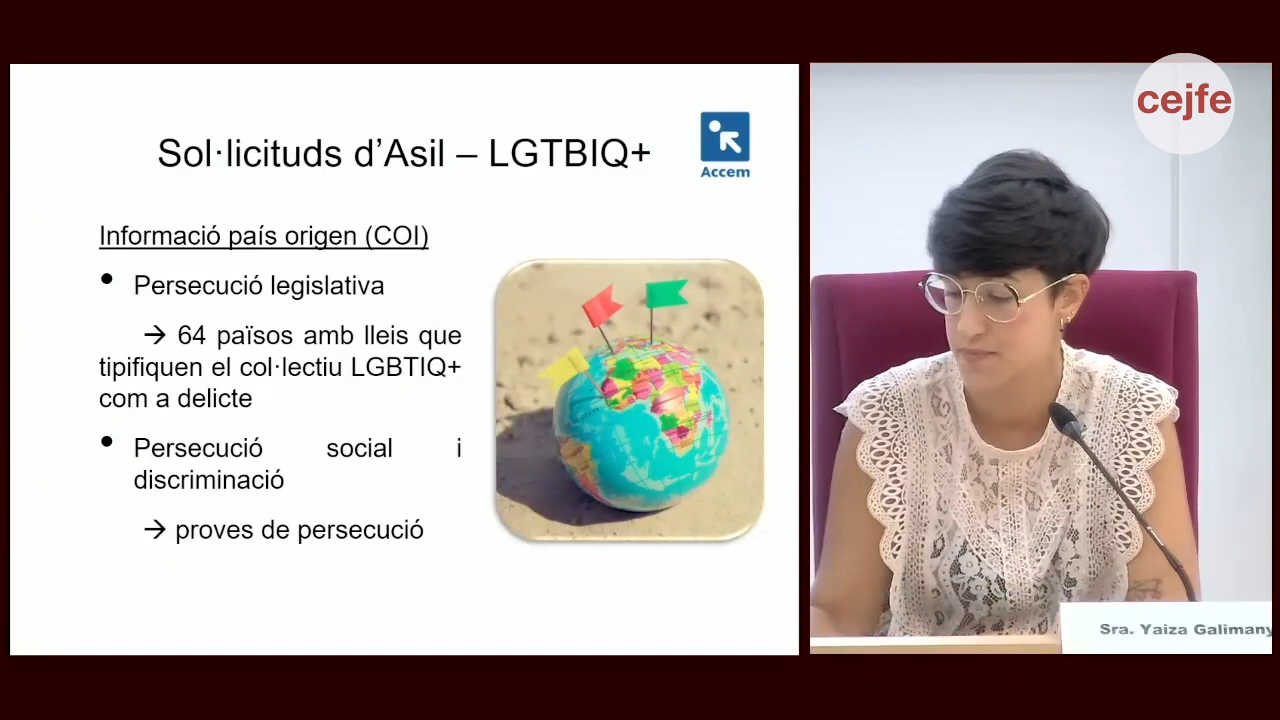 Sol·licituds d’Asil – LGTBIQ+
Accem
Informació país origen (COI)
• Persecució legislativa
→ 64 països amb lleis que
tipifiquen el col·lectiu LGBTIQ+
com a delicte
• Persecució social i
discriminació
→ proves de persecució
cejfe
Sra. Yaiza Galimany